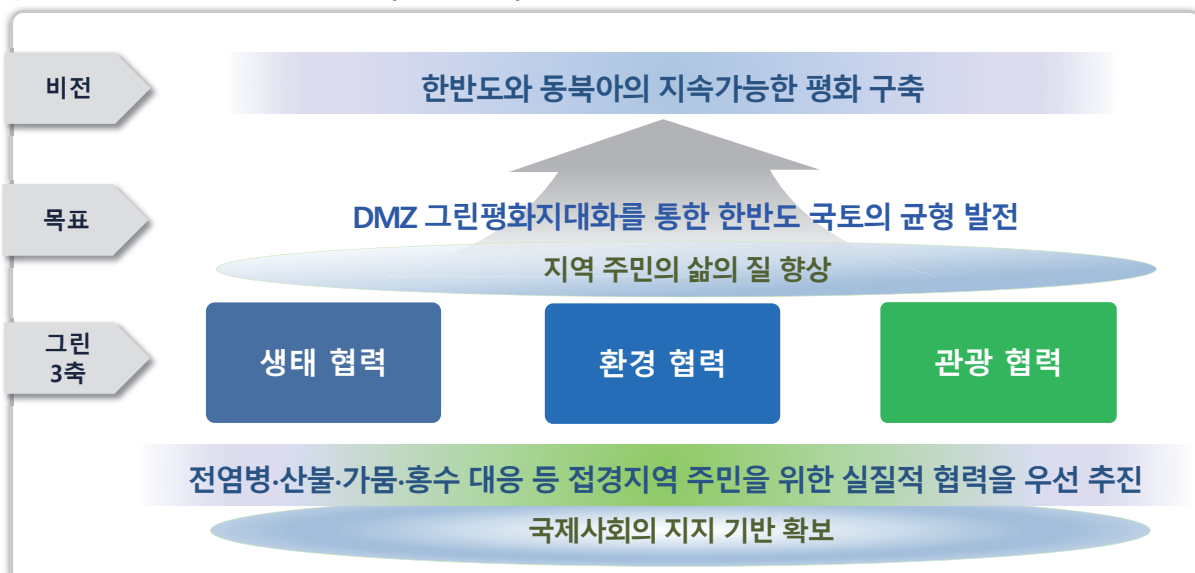 비전
한반도와 동북아의 지속가능한 평화 구축
목표
DMZ 그린평화지대화를 통한 한반도 국토의 균형 발전
지역 주민의 삶의 질 향상
그린
3축
생태 협력
환경 협력
관광 협력
전염병·산불·가뭄·홍수 대응 등 접경지역 주민을 위한 실질적 협력을 우선 추진
국제사회의 지지 기반 확보